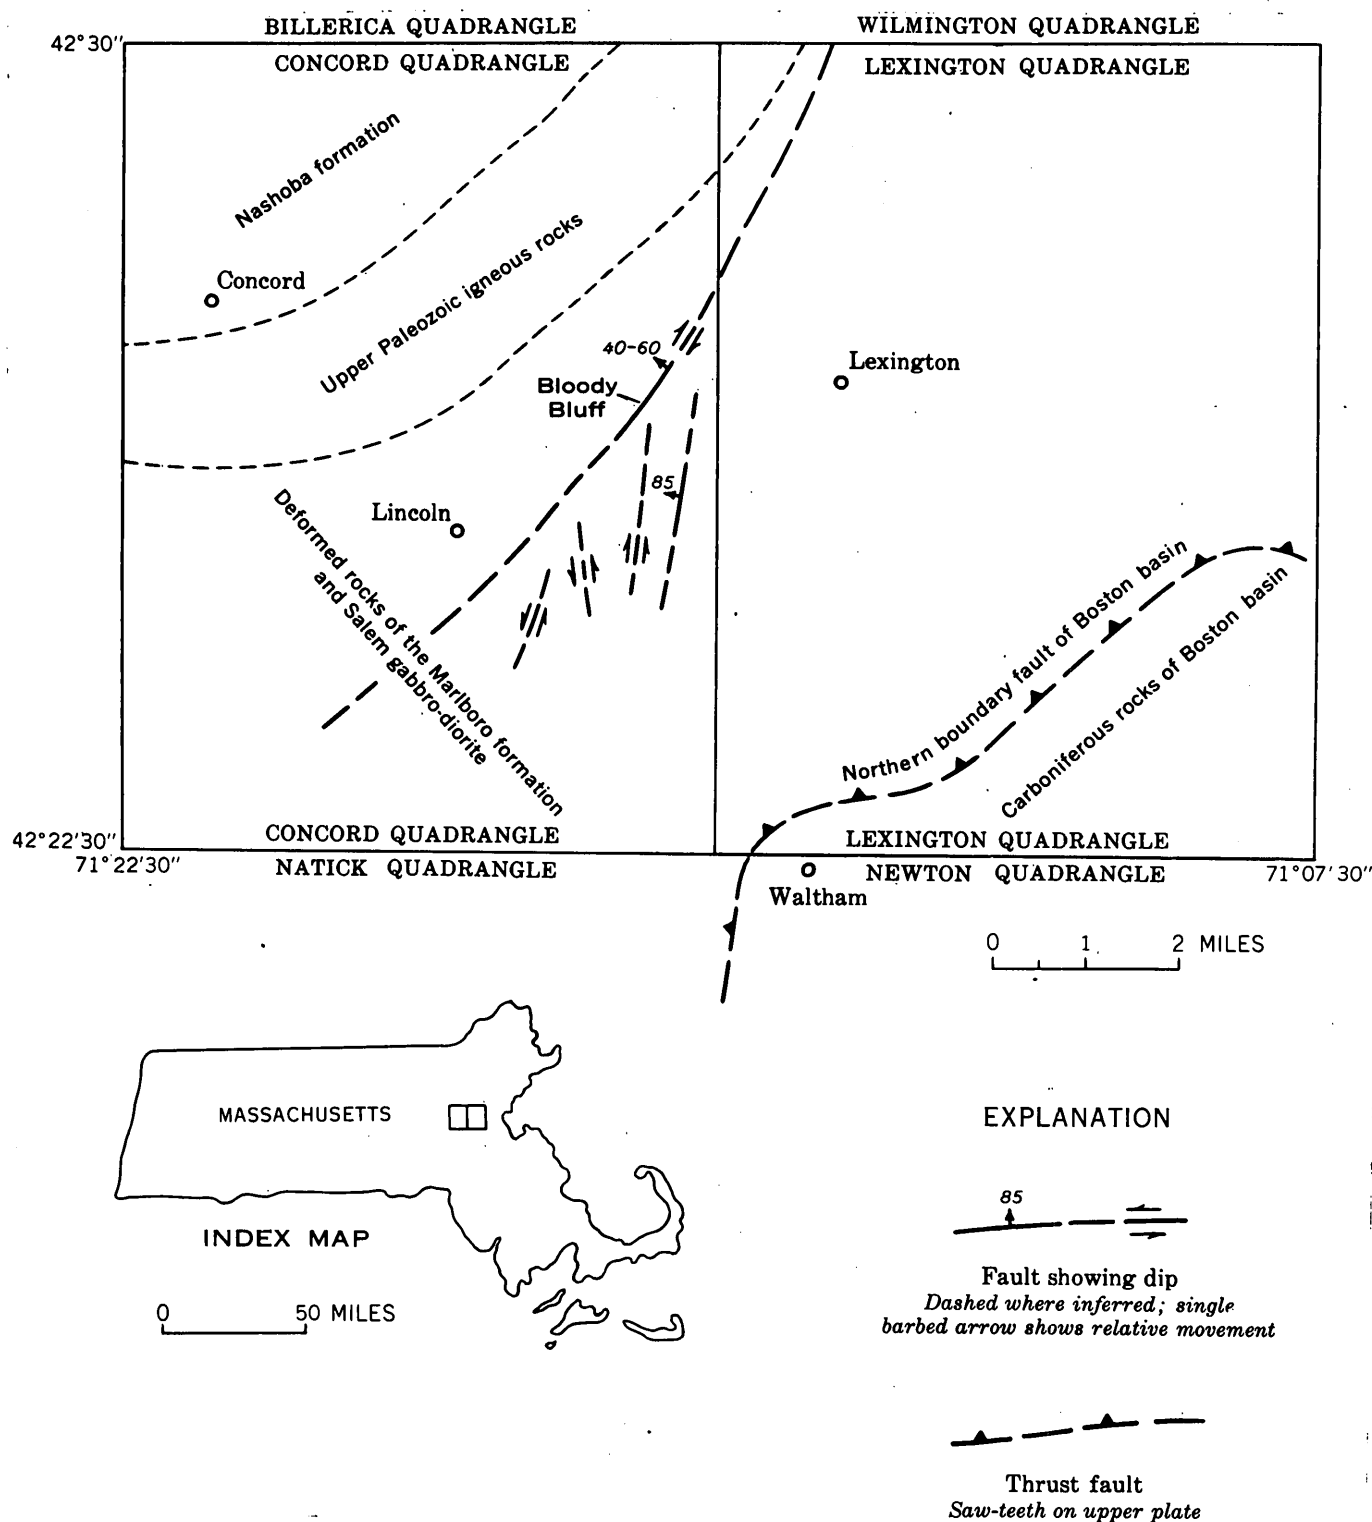 BILLERICA QUADRANGLE
WILMINGTON QUADRANGLE
42°30″
CONCORD QUADRANGLE
LEXINGTON QUADRANGLE
Nashoba formation
Concord
Upper Paleozoic igneous rocks
40-60
Bloody
Bluff
Lexington
85
Lincoln
Deformed rocks of the Marlboro formation
and Salem gabbro-diorite
Northern boundary fault of Boston basin
Carboniferous rocks of Boston basin
42°22′30″
CONCORD QUADRANGLE
LEXINGTON QUADRANGLE
71°22′30″
NATICK QUADRANGLE
NEWTON QUADRANGLE
71°07′30″
Waltham
0 1 2 MILES
MASSACHUSETTS
INDEX MAP
0 50 MILES
EXPLANATION
85
Fault showing dip
Dashed where inferred; single
barbed arrow shows relative movement
Thrust fault
Saw-teeth on upper plate